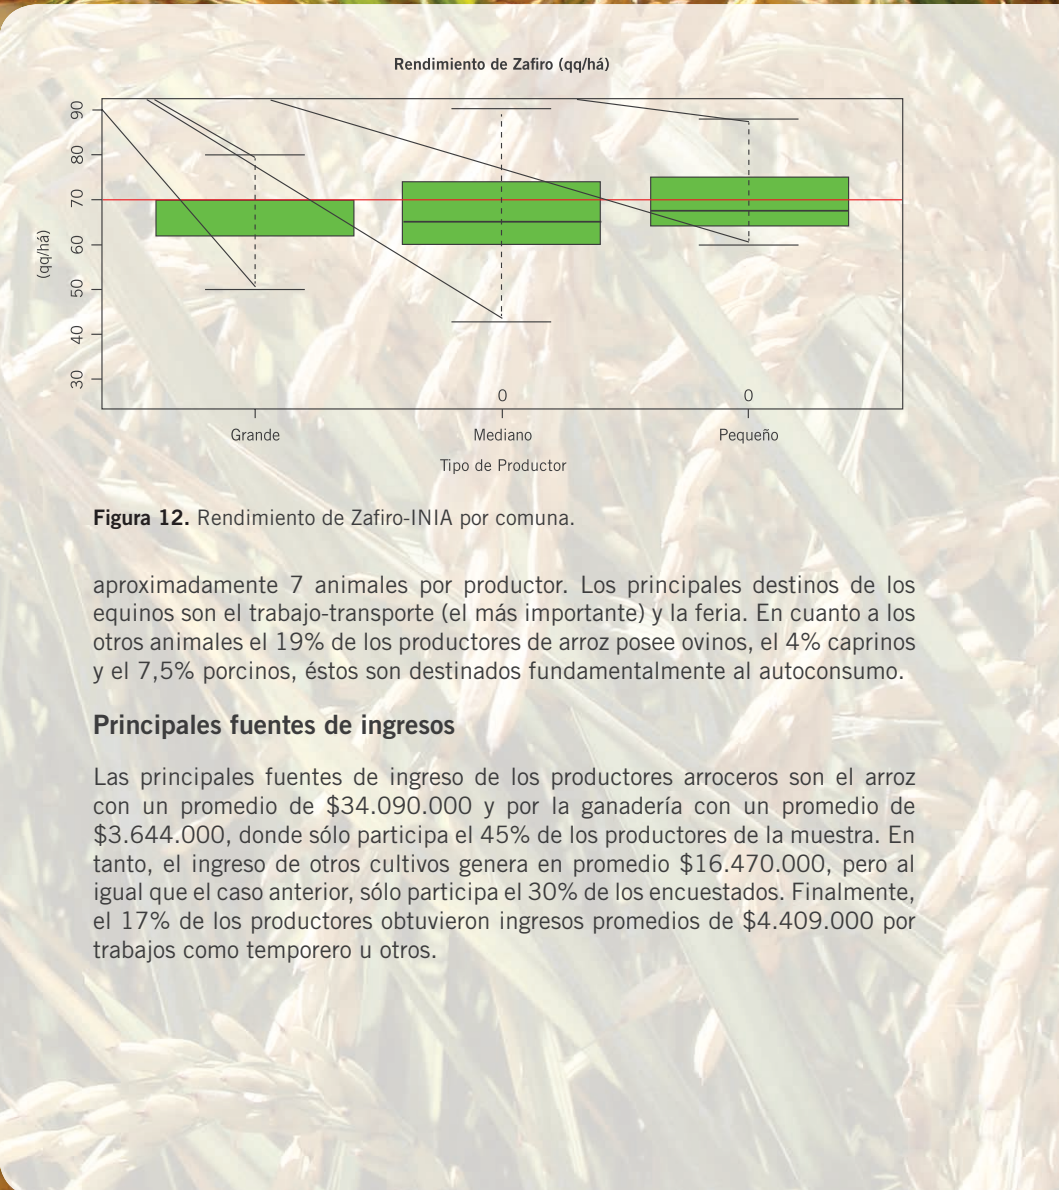 Rendimiento de Zafiro (qq/há)
90
80
70
60
50
40
30
(qq/há)
0
0
Grande
Mediano
Pequeño
Tipo de Productor
Figura 12. Rendimiento de Zafiro-INIA por comuna.
aproximadamente 7 animales por productor. Los principales destinos de los
equinos son el trabajo-transporte (el más importante) y la feria. En cuanto a los
otros animales el 19% de los productores de arroz posee ovinos, el 4% caprinos
y el 7,5% porcinos, éstos son destinados fundamentalmente al autoconsumo.
Principales fuentes de ingresos
Las principales fuentes de ingreso de los productores arroceros son el arroz
con un promedio de $34.090.000 y por la ganadería con un promedio de
$3.644.000, donde sólo participa el 45% de los productores de la muestra. En
tanto, el ingreso de otros cultivos genera en promedio $16.470.000, pero al
igual que el caso anterior, sólo participa el 30% de los encuestados. Finalmente,
el 17% de los productores obtuvieron ingresos promedios de $4.409.000 por
trabajos como temporero u otros.